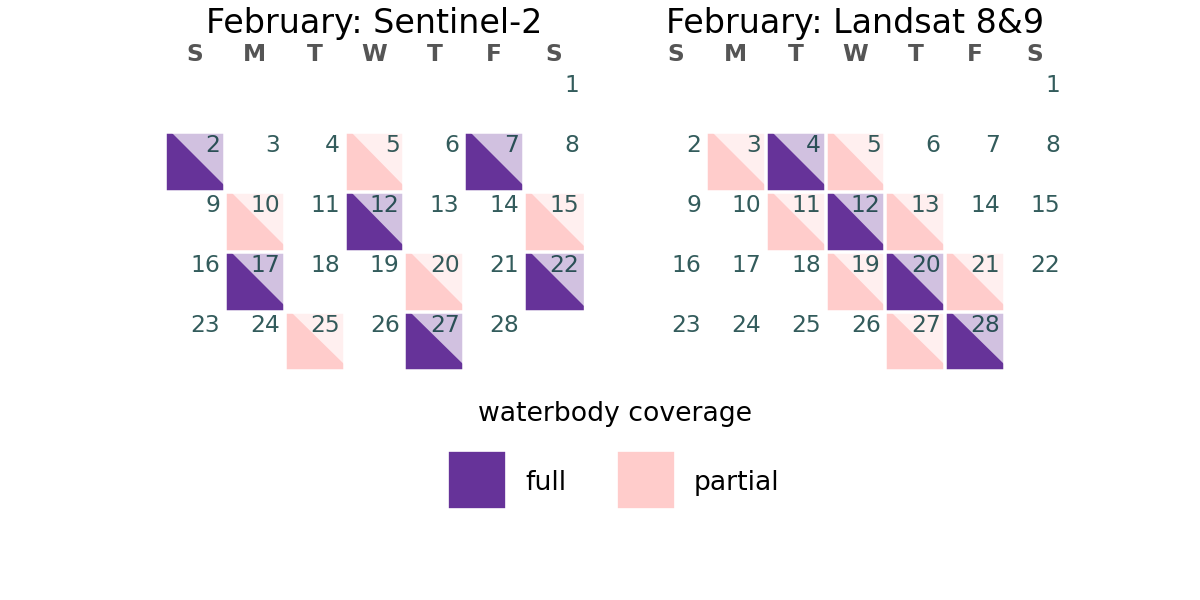 February: Sentinel-2
S M T W T F S
1
2 3 4 5 6 7 8
9 10 11 12 13 14 15
16 17 18 19 20 21 22
23 24 25 26 27 28
February: Landsat 8&9
S M T W T F S
1
2 3 4 5 6 7 8
9 10 11 12 13 14 15
16 17 18 19 20 21 22
23 24 25 26 27 28
waterbody coverage
full
partial